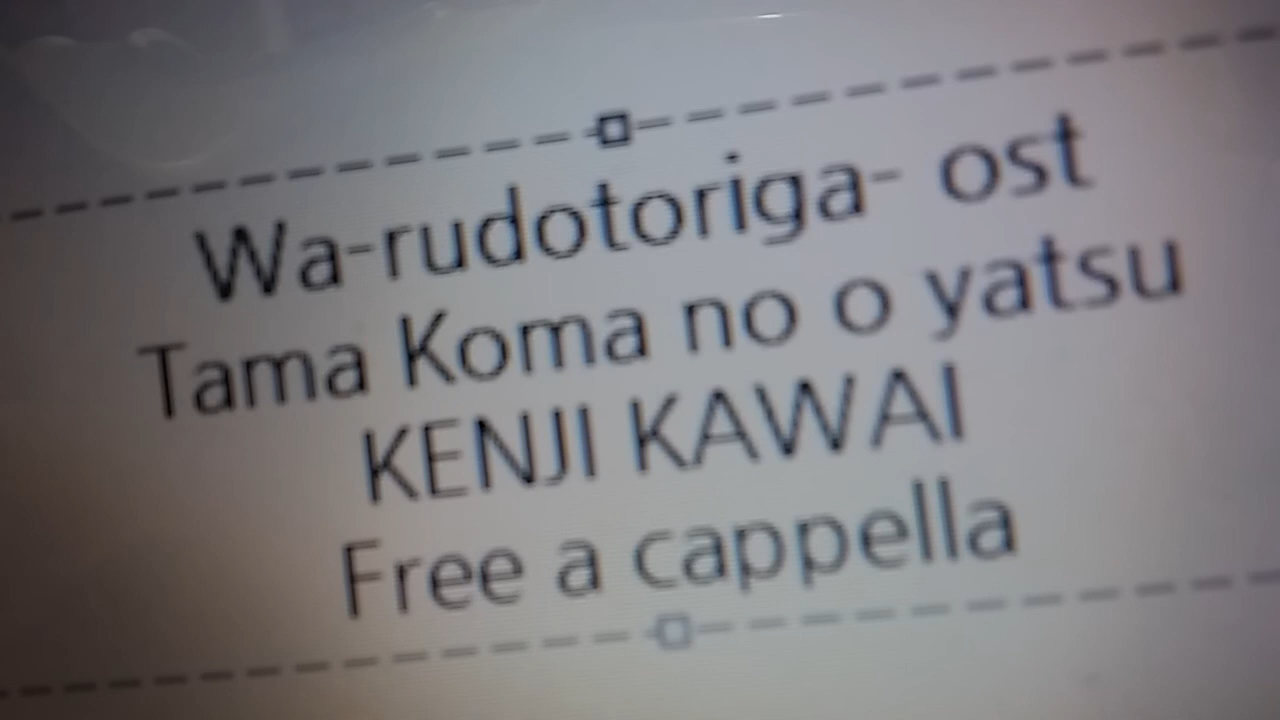 Wa-rudotoriga- ost
Tama Koma no o yatsu
KENJI KAWAI
Free a cappella